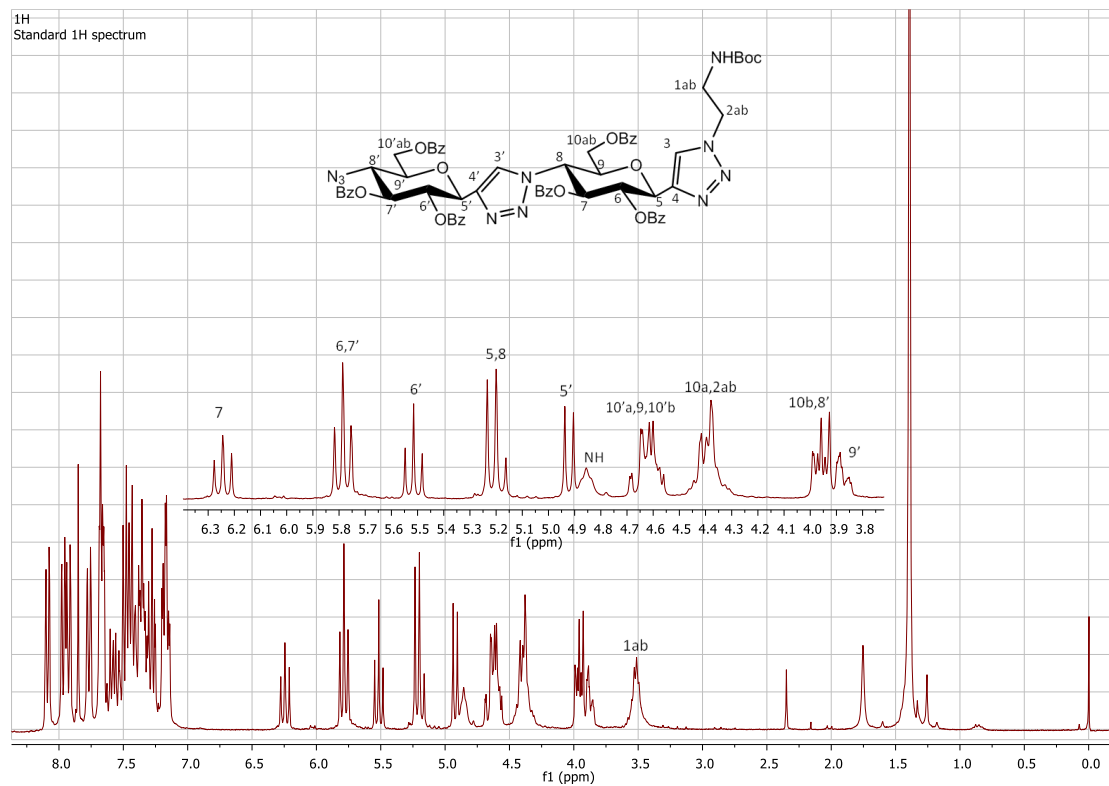 1H
Standard 1H spectrum
NHBoc
1ab
2ab
10'ab
OBz
10ab
OBz
3
N
8'
3'
8
O
N
N3
O
4'
N
9
9'
BzO
BzO
N
7'
6'
5'
N
N
7
6
5
4
N
OBz
OBz
6,7'
5,8
7
6'
5'
10'a,9,10'b
10a,2ab
10b,8'
NH
9'
6.3 6.2 6.1 6.0 5.9 5.8 5.7 5.6 5.5 5.4 5.3 5.2 5.1 5.0 4.9 4.8 4.7 4.6 4.5 4.4 4.3 4.2 4.1 4.0 3.9 3.8
f1 (ppm)
1ab
8.0 7.5 7.0 6.5 6.0 5.5 5.0 4.5 4.0 3.5 3.0 2.5 2.0 1.5 1.0 0.5 0.0
f1 (ppm)